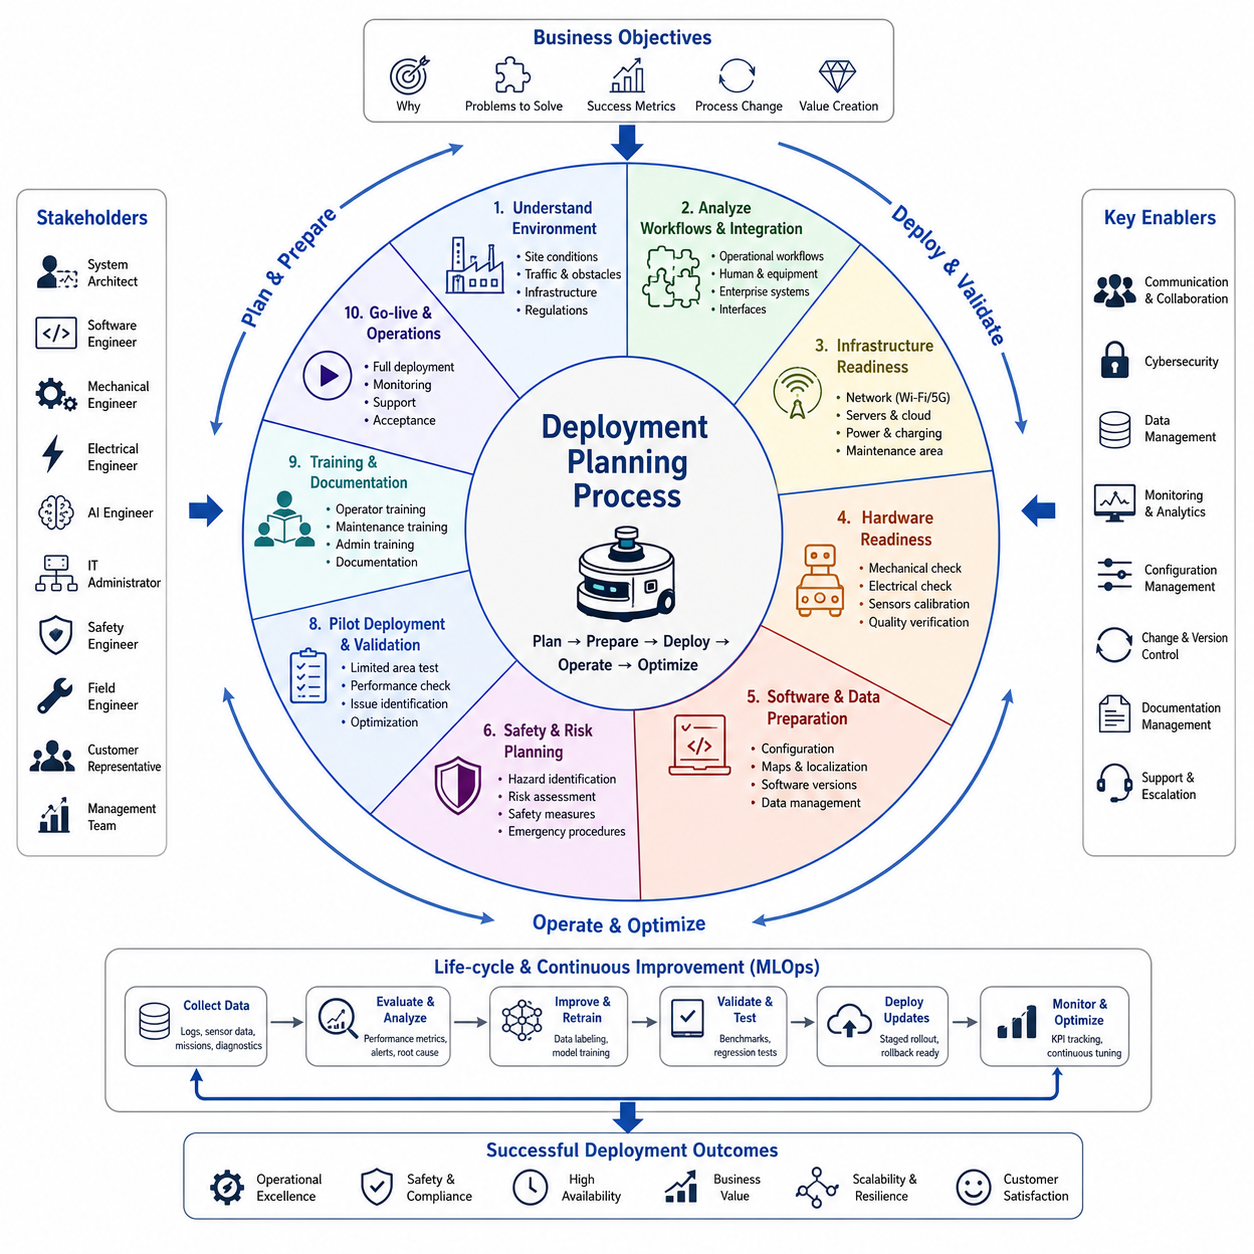 Business Objectives
Why
Problems to Solve
Success Metrics
Process Change
Value Creation
Stakeholders
System
Architect
Software
Engineer
Mechanical
Engineer
Electrical
Engineer
AI Engineer
IT
Administrator
Safety
Engineer
Field
Engineer
Customer
Representative
Management
Team
Plan & Prepare
Deploy & Validate
Operate & Optimize
1. Understand
Environment
• Site conditions
• Traffic & obstacles
• Infrastructure
• Regulations
2. Analyze
Workflows & Integration
• Operational workflows
• Human & equipment
• Enterprise systems
• Interfaces
3. Infrastructure
Readiness
• Network (Wi-Fi/5G)
• Servers & cloud
• Power & charging
• Maintenance area
4. Hardware
Readiness
• Mechanical check
• Electrical check
• Sensors calibration
• Quality verification
5. Software & Data
Preparation
• Configuration
• Maps & localization
• Software versions
• Data management
6. Safety & Risk
Planning
• Hazard identification
• Risk assessment
• Safety measures
• Emergency procedures
8. Pilot Deployment
& Validation
• Limited area test
• Performance check
• Issue identification
• Optimization
9. Training &
Documentation
• Operator training
• Maintenance training
• Admin training
• Documentation
10. Go-live &
Operations
• Full deployment
• Monitoring
• Support
• Acceptance
Deployment
Planning
Process
Plan → Prepare → Deploy →
Operate → Optimize
Key Enablers
Communication
& Collaboration
Cybersecurity
Data
Management
Monitoring
& Analytics
Configuration
Management
Change & Version
Control
Documentation
Management
Support &
Escalation
Life-cycle & Continuous Improvement (MLOps)
Collect Data
Logs, sensor data,
missions, diagnostics
Evaluate &
Analyze
Performance metrics,
alerts, root cause
Improve &
Retrain
Data labeling,
model training
Validate &
Test
Benchmarks,
regression tests
Deploy
Updates
Staged rollout,
rollback ready
Monitor &
Optimize
KPI tracking,
continuous tuning
Successful Deployment Outcomes
Operational
Excellence
Safety &
Compliance
High
Availability
Business
Value
Scalability &
Resilience
Customer
Satisfaction